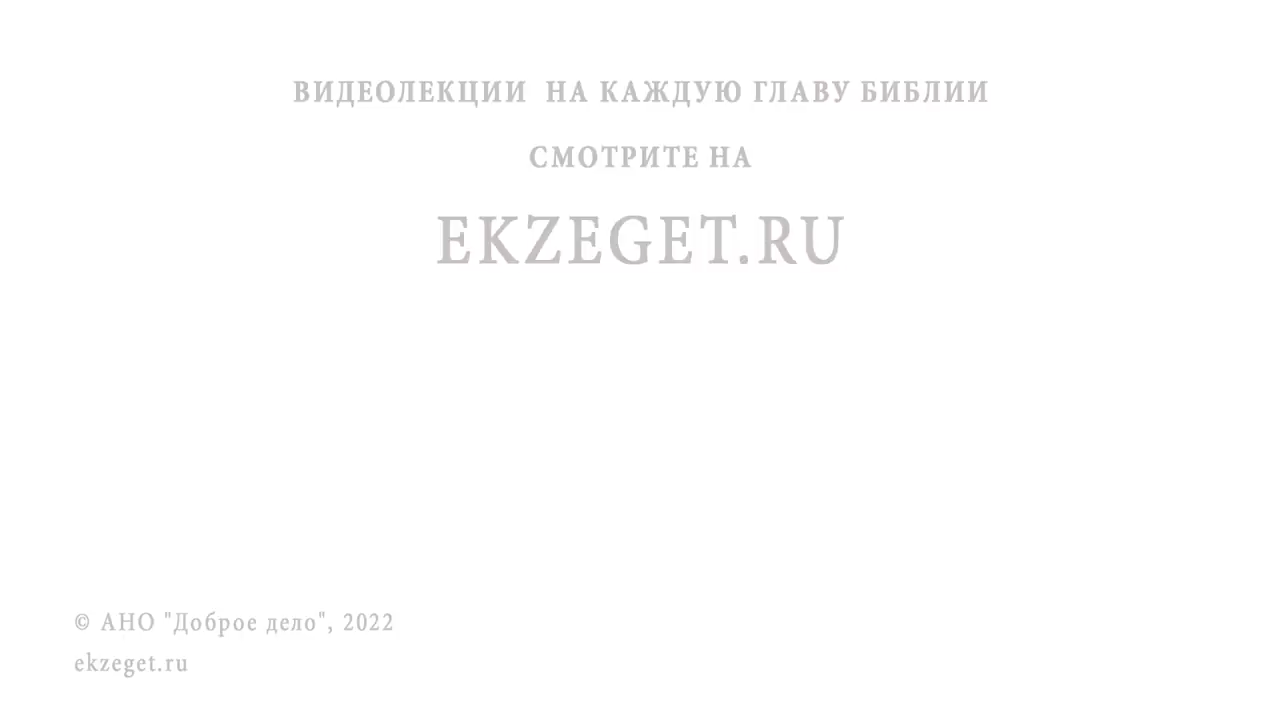 ВИДЕОЛЕКЦИИ НА КАЖДУЮ ГЛАВУ БИБЛИИ
СМОТРИТЕ НА
EKZEGET.RU
© АНО "Доброе дело", 2022
ekzeget.ru